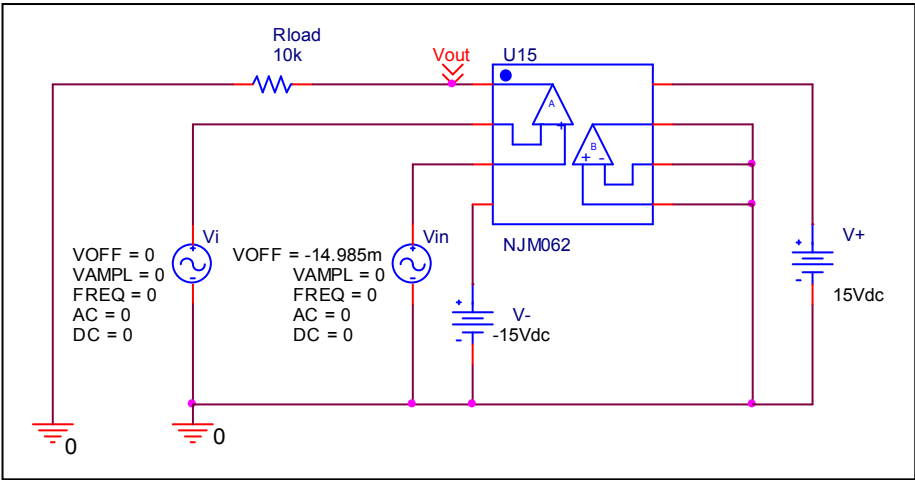 Rload
10k
Vout
U15
A
+
B
+ -
NJM062
Vi
VOFF = 0
VAMPL = 0
FREQ = 0
AC = 0
DC = 0
+
-
Vin
VOFF = -14.985m
VAMPL = 0
FREQ = 0
AC = 0
DC = 0
+
-
V-
-15Vdc
+
-
V+
15Vdc
+
-
0
0